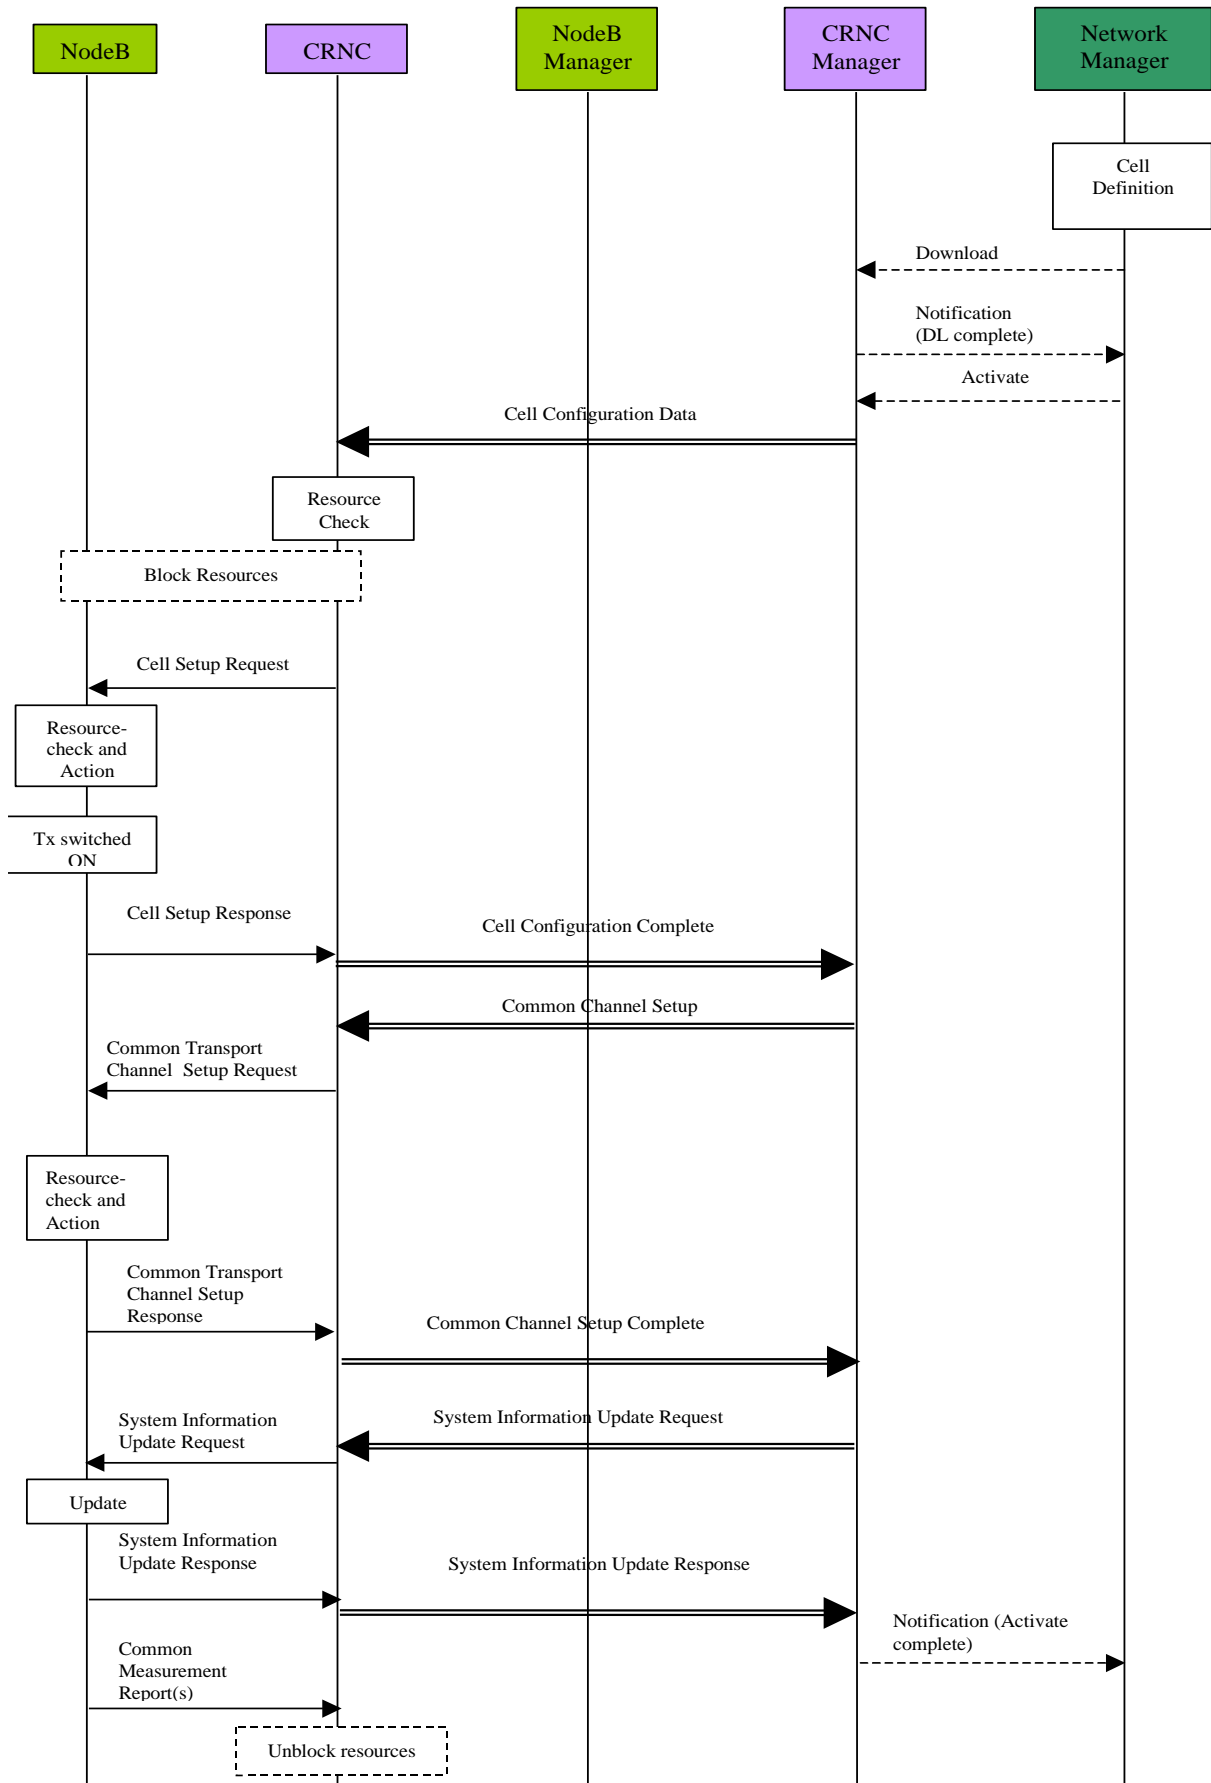 NodeB
CRNC
NodeB
Manager
CRNC
Manager
Network
Manager
Cell
Definition
Download
Notification
(DL complete)
Activate
Cell Configuration Data
Resource
Check
Block Resources
Cell Setup Request
Resource-
check and
Action
Tx switched
ON
Cell Setup Response
Cell Configuration Complete
Common Channel Setup
Common Transport
Channel  Setup Request
Resource-
check and
Action
Common Transport
Channel Setup
Response
Common Channel Setup Complete
System Information
Update Request
System Information Update Request
Update
System Information
Update Response
System Information Update Response
Notification (Activate
complete)
Common
Measurement
Report(s)
Unblock resources